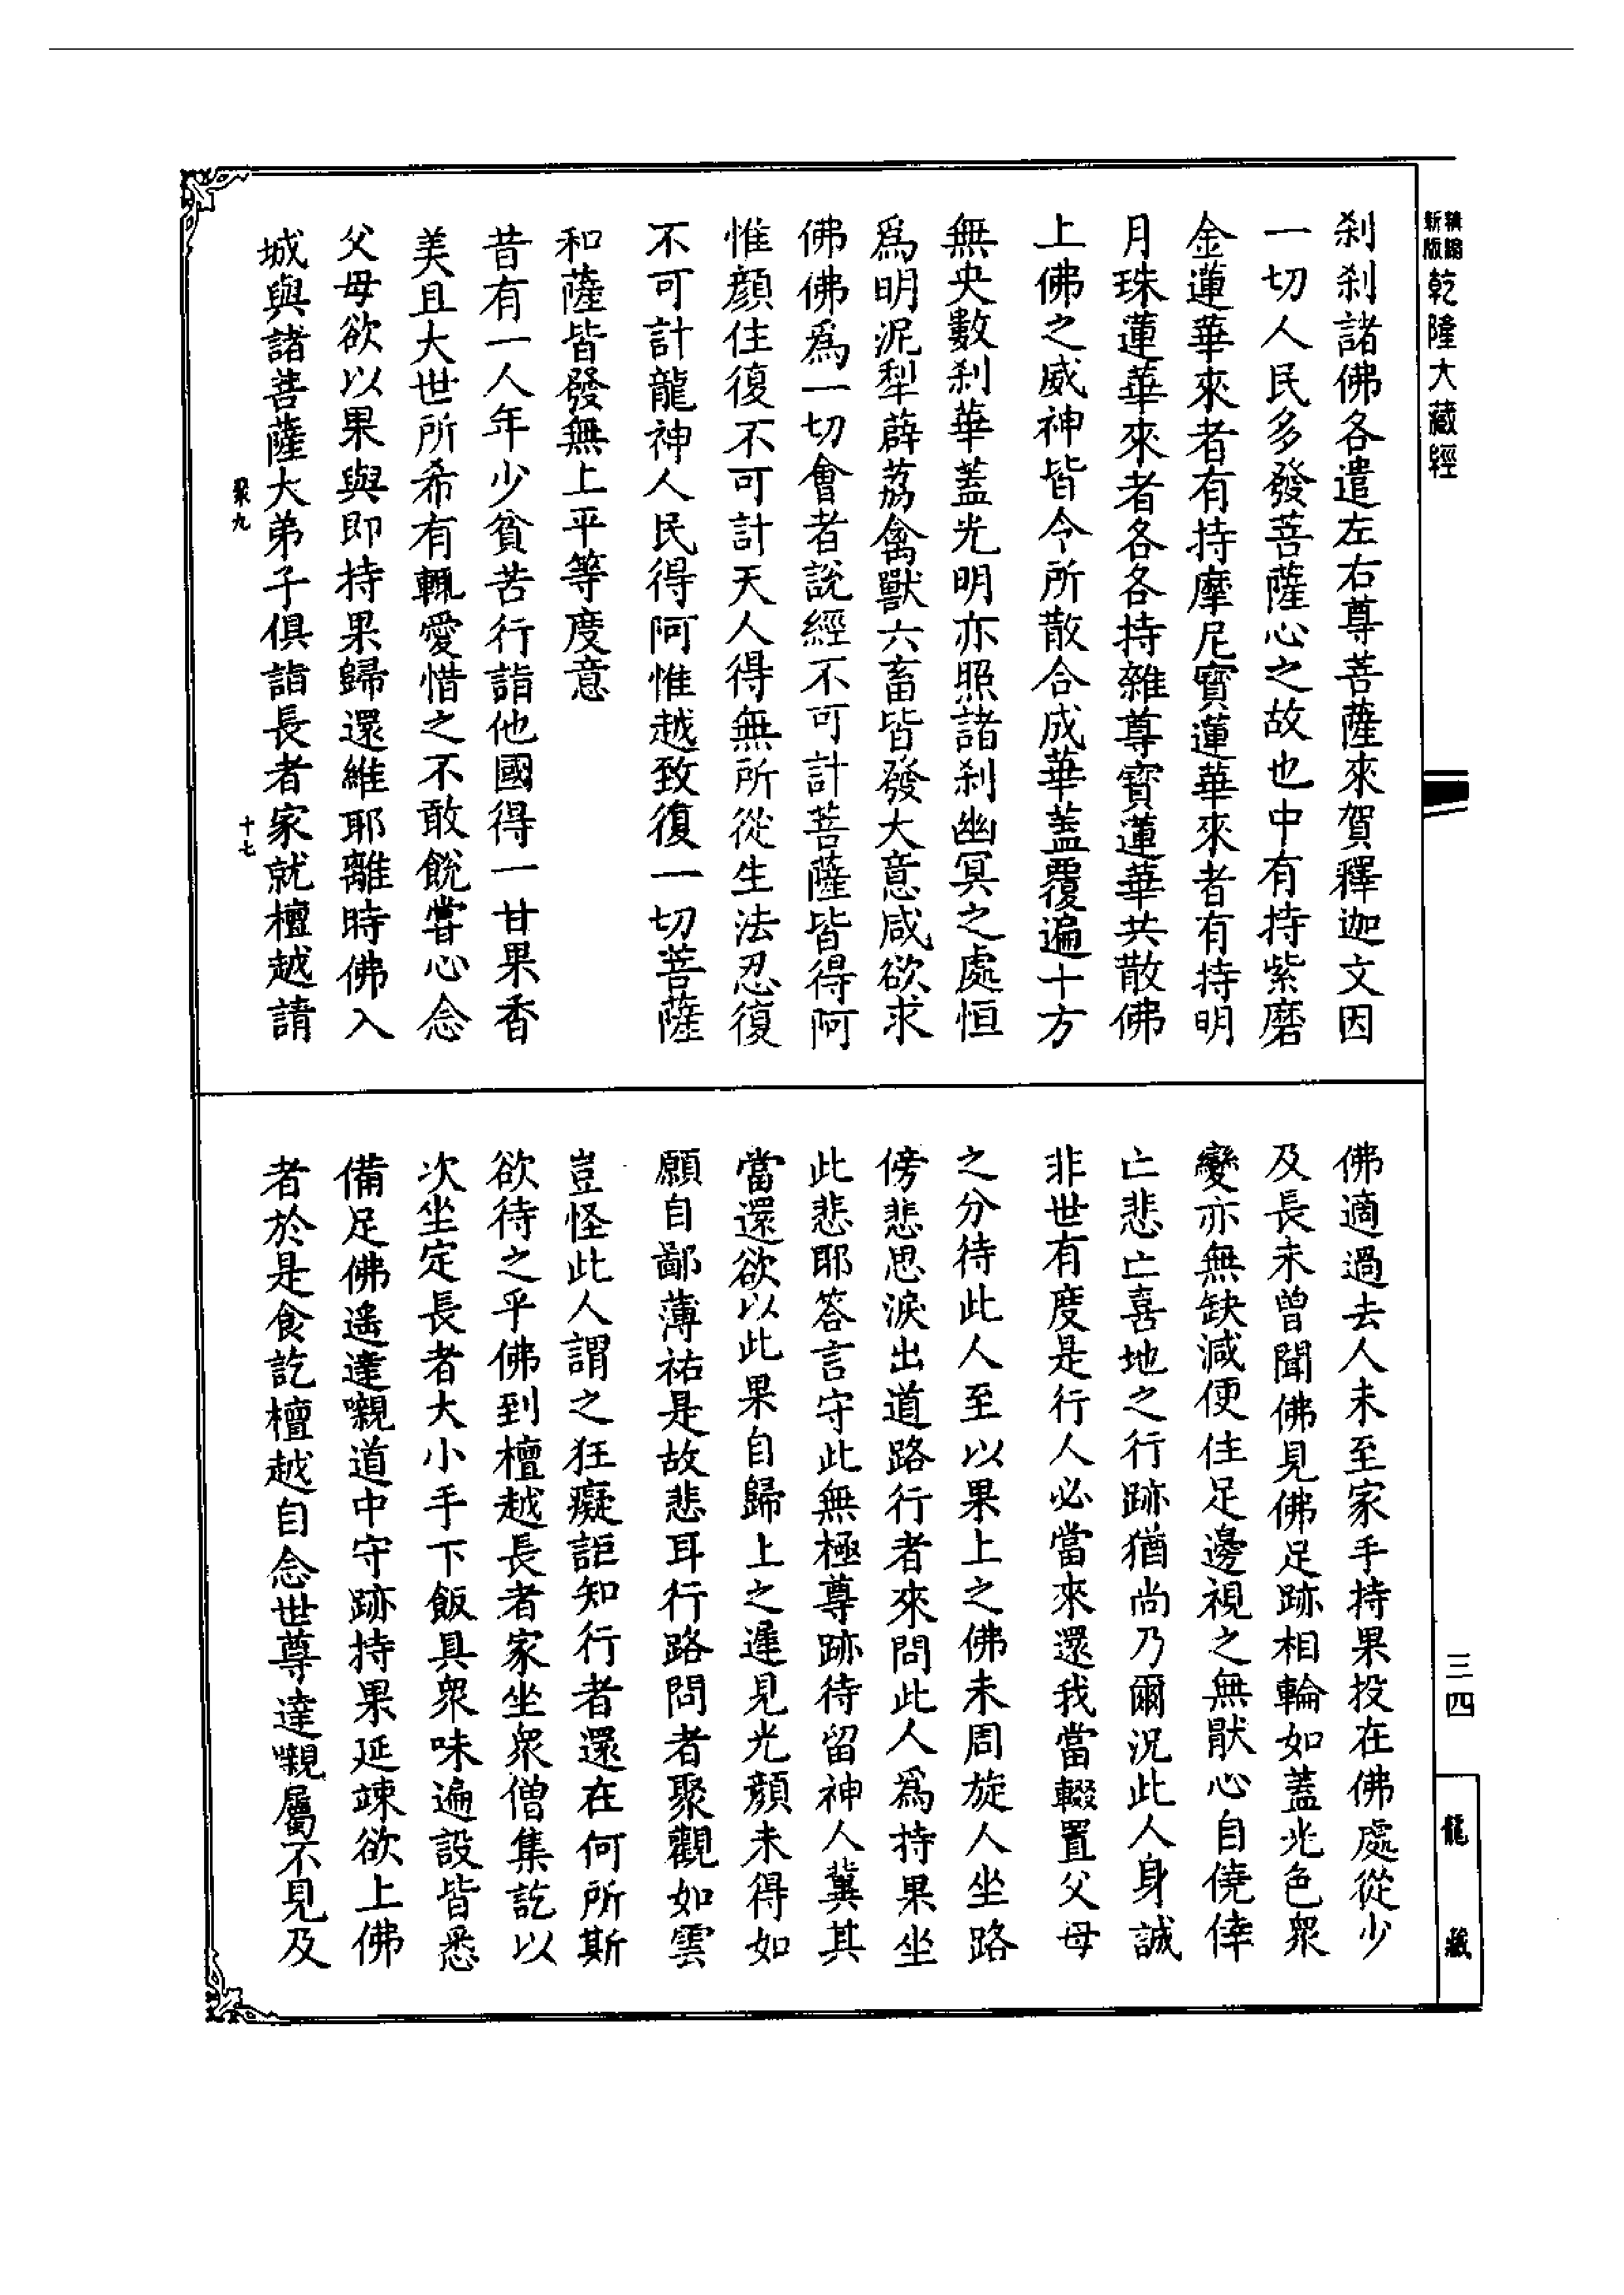 精縮新版乾隆大藏經
三四
龍藏
刹刹諸佛各遣左右尊菩薩來賀釋迦文因
一切人民多發菩薩心之故也中有持紫磨
金蓮華來者有持摩尼寶蓮華來者有持明
月珠蓮華來者各各持雜尊寶蓮華共散佛
上佛之威神皆令所散合成華蓋覆遍十方
無央數刹華蓋光明亦照諸刹幽冥之處恒
爲明泥犁薜荔禽獸六畜皆發大意咸欲求
佛佛爲一切會者說經不可計菩薩皆得阿
惟顏住復不可計天人得無所從生法忍復
不可計龍神人民得阿惟越致復一切菩薩
和薩皆發無上平等度意
昔有一人年少貧苦行詣他國得一甘果香
美且大世所希有輒愛惜之不敢餤嘗心念
父母欲以果與即持果歸還維耶離時佛入
城與諸菩薩大弟子俱詣長者家就檀越請
聚九
十七
佛適過去人未至家手持果投在佛處從少
及長未曾聞佛見佛足跡相輪如蓋光色衆
變亦無缺減便住足邊視之無猒心自僥倖
亡悲亡喜地之行跡猶尚乃爾況此人身誠
非世有度是行人必當來還我當輟置父母
之分待此人至以果上之佛未周旋人坐路
傍悲思淚出道路行者來問此人爲持果坐
此悲耶答言守此無極尊跡待留神人冀其
當還欲以此果自歸上之遲見光顏未得如
願自鄙薄祐是故悲耳行路問者聚觀如雲
豈怪此人謂之狂癡詎知行者還在何所斯
欲待之乎佛到檀越長者家坐衆僧集訖以
次坐定長者大小手下飯具衆味遍設皆悉
備足佛遙達嚫道中守跡持果延竦欲上佛
者於是食訖檀越自念世尊達嚫屬不見及